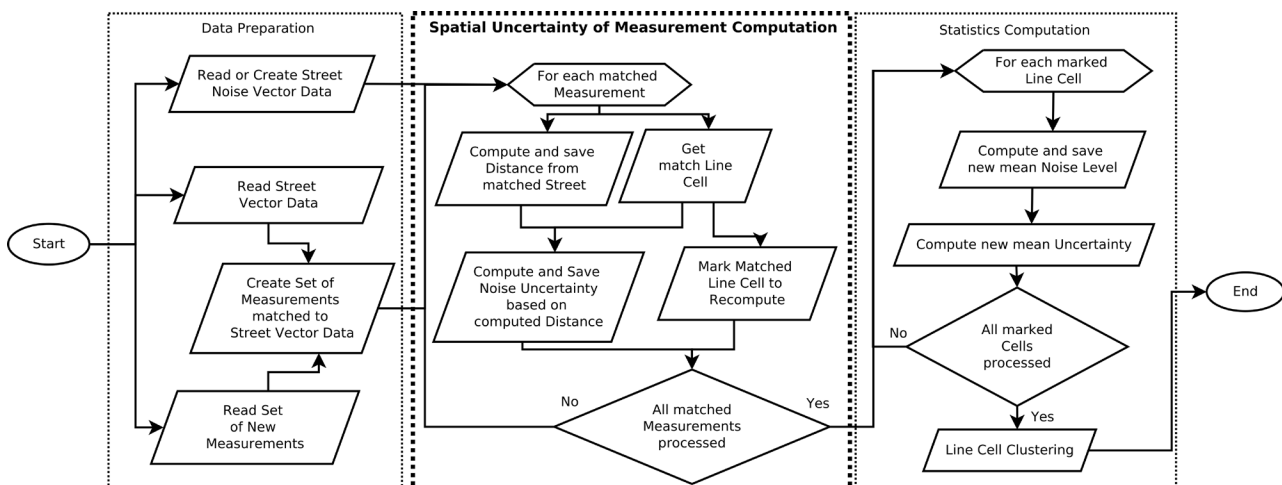 Data Preparation
Spatial Uncertainty of Measurement Computation
Statistics Computation
Start
Read or Create Street
Noise Vector Data
Read Street
Vector Data
Create Set of
Measurements
matched to
Street Vector Data
Read Set
of New
Measurements
For each matched
Measurement
Compute and save
Distance from
matched Street
Get
match Line
Cell
Compute and Save
Noise Uncertainty
based on
computed Distance
Mark Matched
Line Cell to
Recompute
No
All matched
Measurements
processed
Yes
For each marked
Line Cell
Compute and save
new mean Noise Level
Compute new mean Uncertainty
No
All marked
Cells
processed
Yes
Line Cell Clustering
End